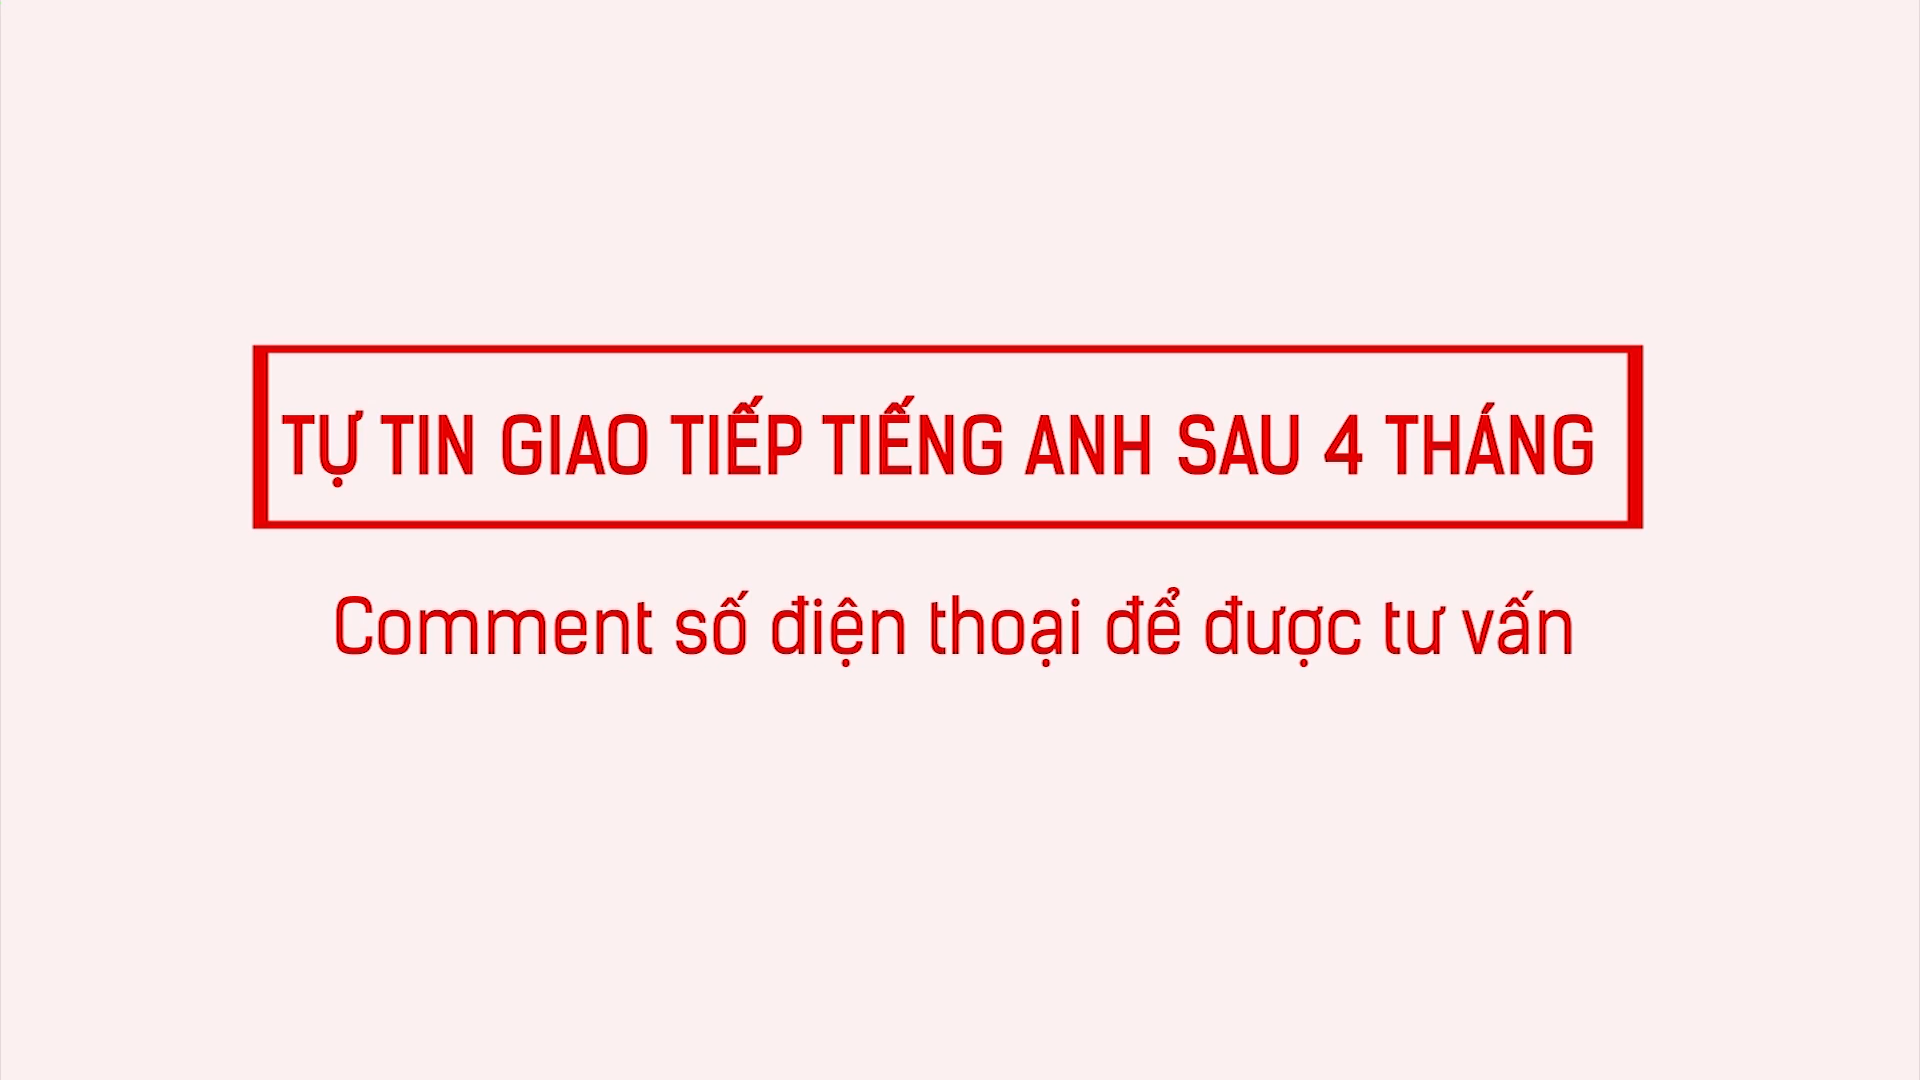 TỰ TIN GIAO TIẾP TIẾNG ANH SAU 4 THÁNG
Comment số điện thoại để được tư vấn